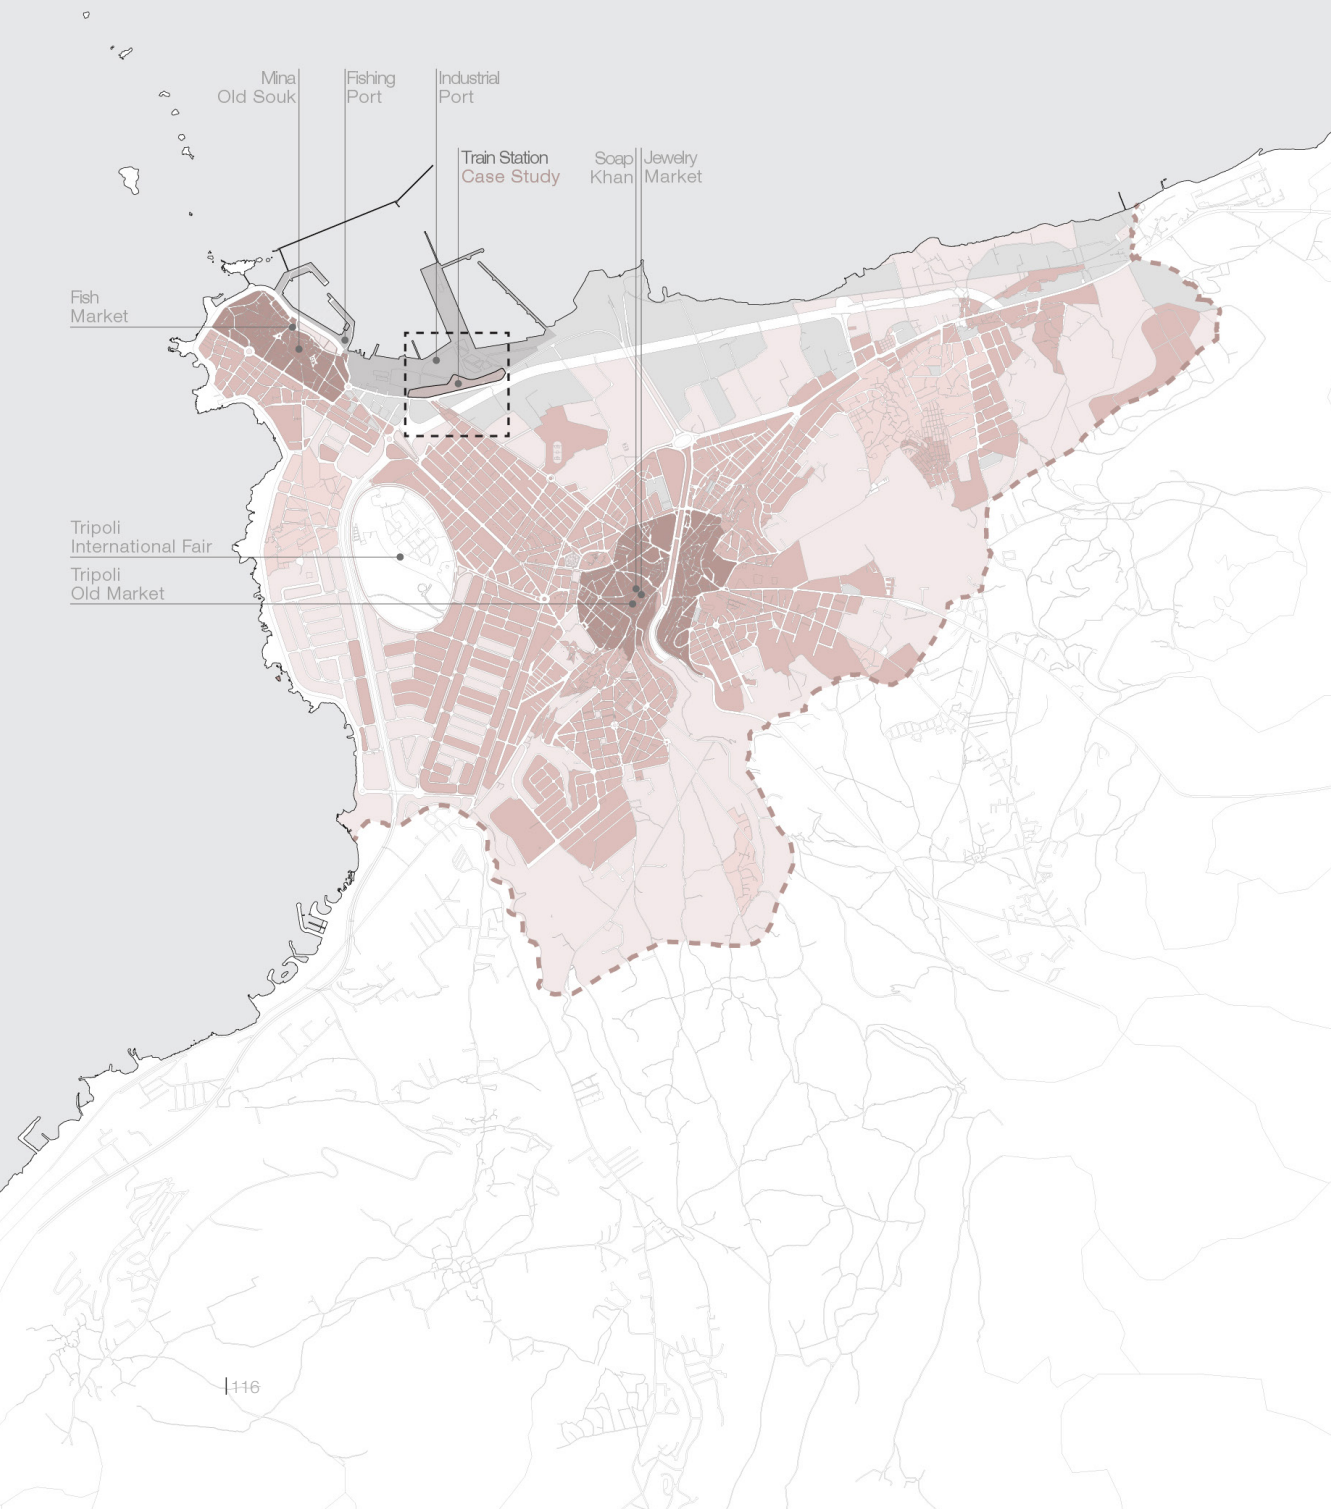 Mina
Old Souk
Fishing
Port
Industrial
Port
Train Station
Case Study
Soap
Khan
Jewelry
Market
Fish
Market
Tripoli
International Fair
Tripoli
Old Market
116